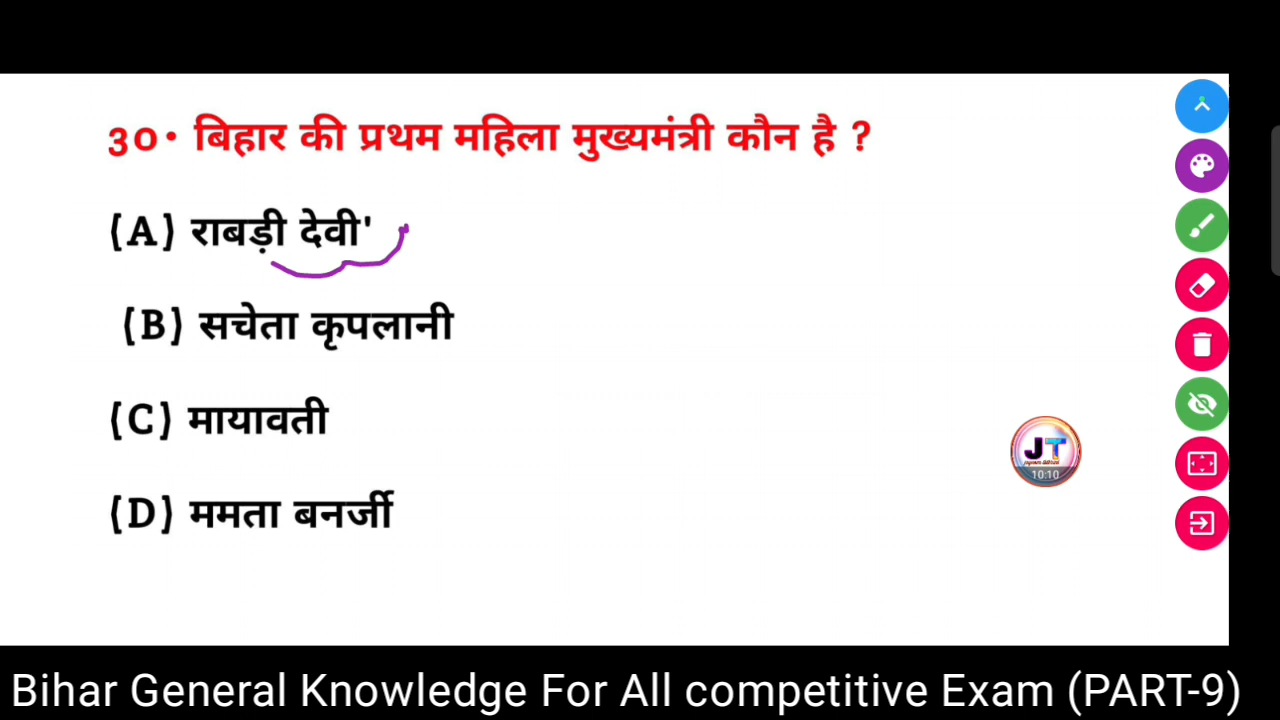 30• बिहार की प्रथम महिला मुख्यमंत्री कौन है ?
(A) राबड़ी देवी'
(B) सचेता कृपलानी
(C) मायावती
JT
10:10
(D) ममता बनर्जी
Bihar General Knowledge For All competitive Exam (PART-9)